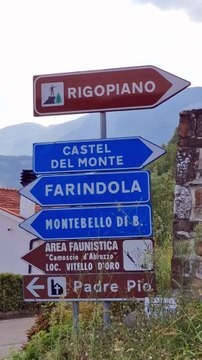 RIGOPIANO
CASTEL
DEL MONTE
FARINDOLA
MONTEBELLO DI B.
AREA FAUNISTICA
"Camoscio d'Abruzzo"
LOC. VITELLO D'ORO
Padre Pio